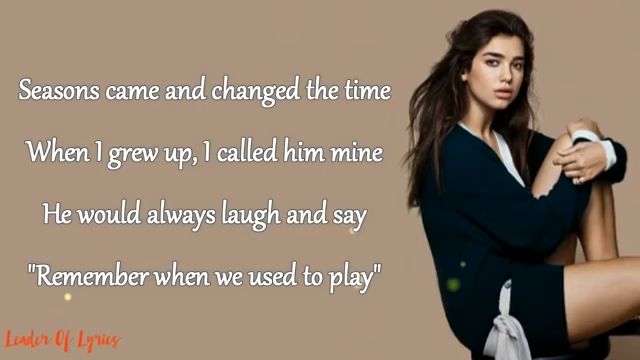 Seasons came and changed the time
When I grew up, I called him mine
He would always laugh and say
"Remember when we used to play"
Leader Of Lyrics